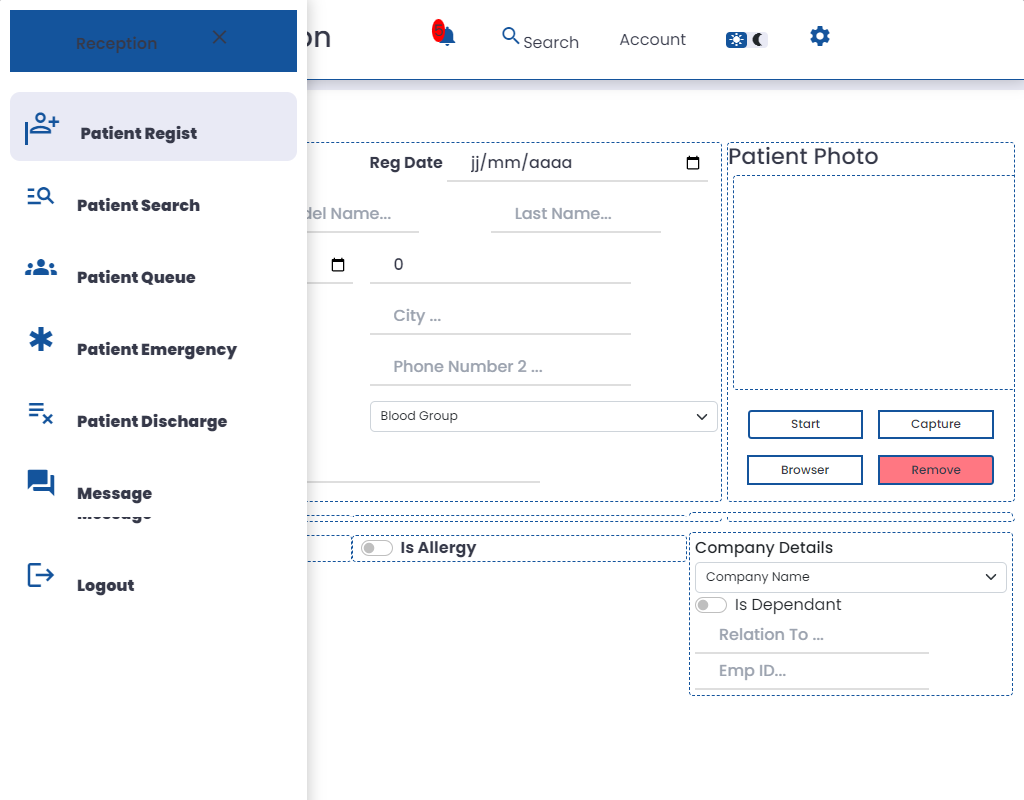 Reception
5
Search
Account
Patient Regist
Patient Search
Patient Queue
Patient Emergency
Patient Discharge
Message
Logout
Reg Date
jj/mm/aaaa
Name...
Last Name...
0
City ...
Phone Number 2 ...
Blood Group
Patient Photo
Start
Capture
Browser
Remove
Is Allergy
Company Details
Company Name
Is Dependant
Relation To ...
Emp ID...